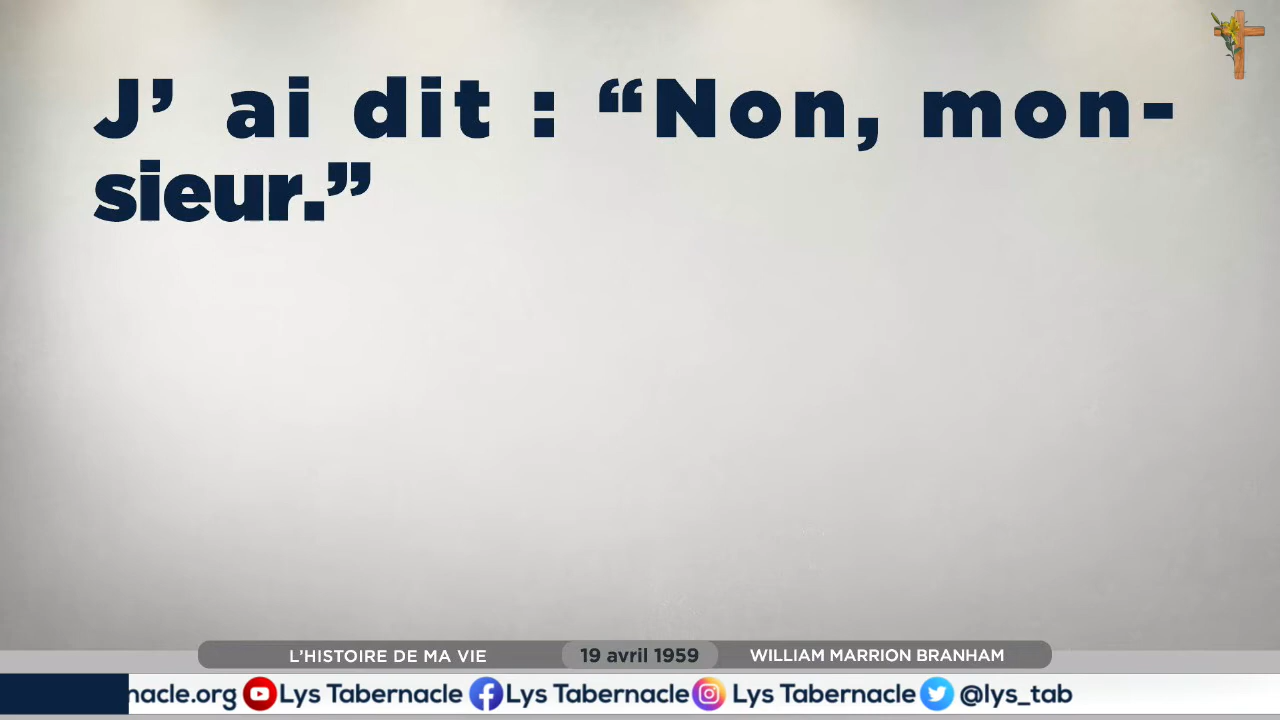 J’ ai dit : “Non, mon-
sieur.”
L’HISTOIRE DE MA VIE 19 avril 1959 WILLIAM MARRION BRANHAM
nacle.org Lys Tabernacle Lys Tabernacle Lys Tabernacle @lys_tab